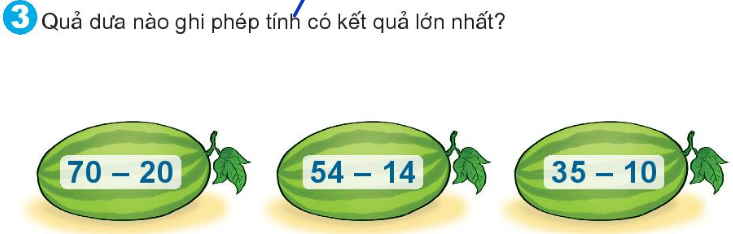 3 Quả dưa nào ghi phép tính có kết quả lớn nhất?
70 – 20 54 – 14 35 – 10